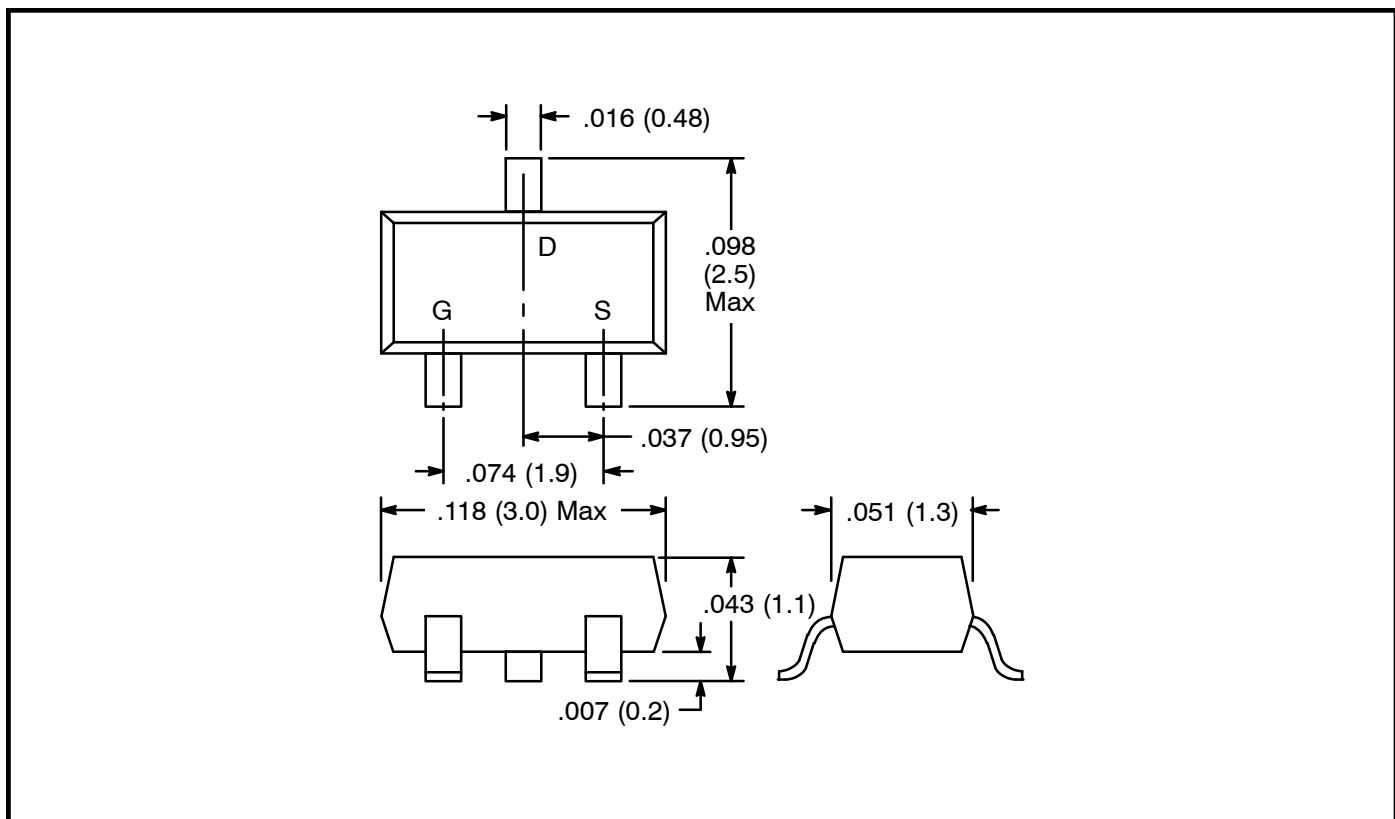 .016 (0.48)
D
.098
(2.5)
Max
G
S
.037 (0.95)
.074 (1.9)
.118 (3.0) Max
.051 (1.3)
.043 (1.1)
.007 (0.2)